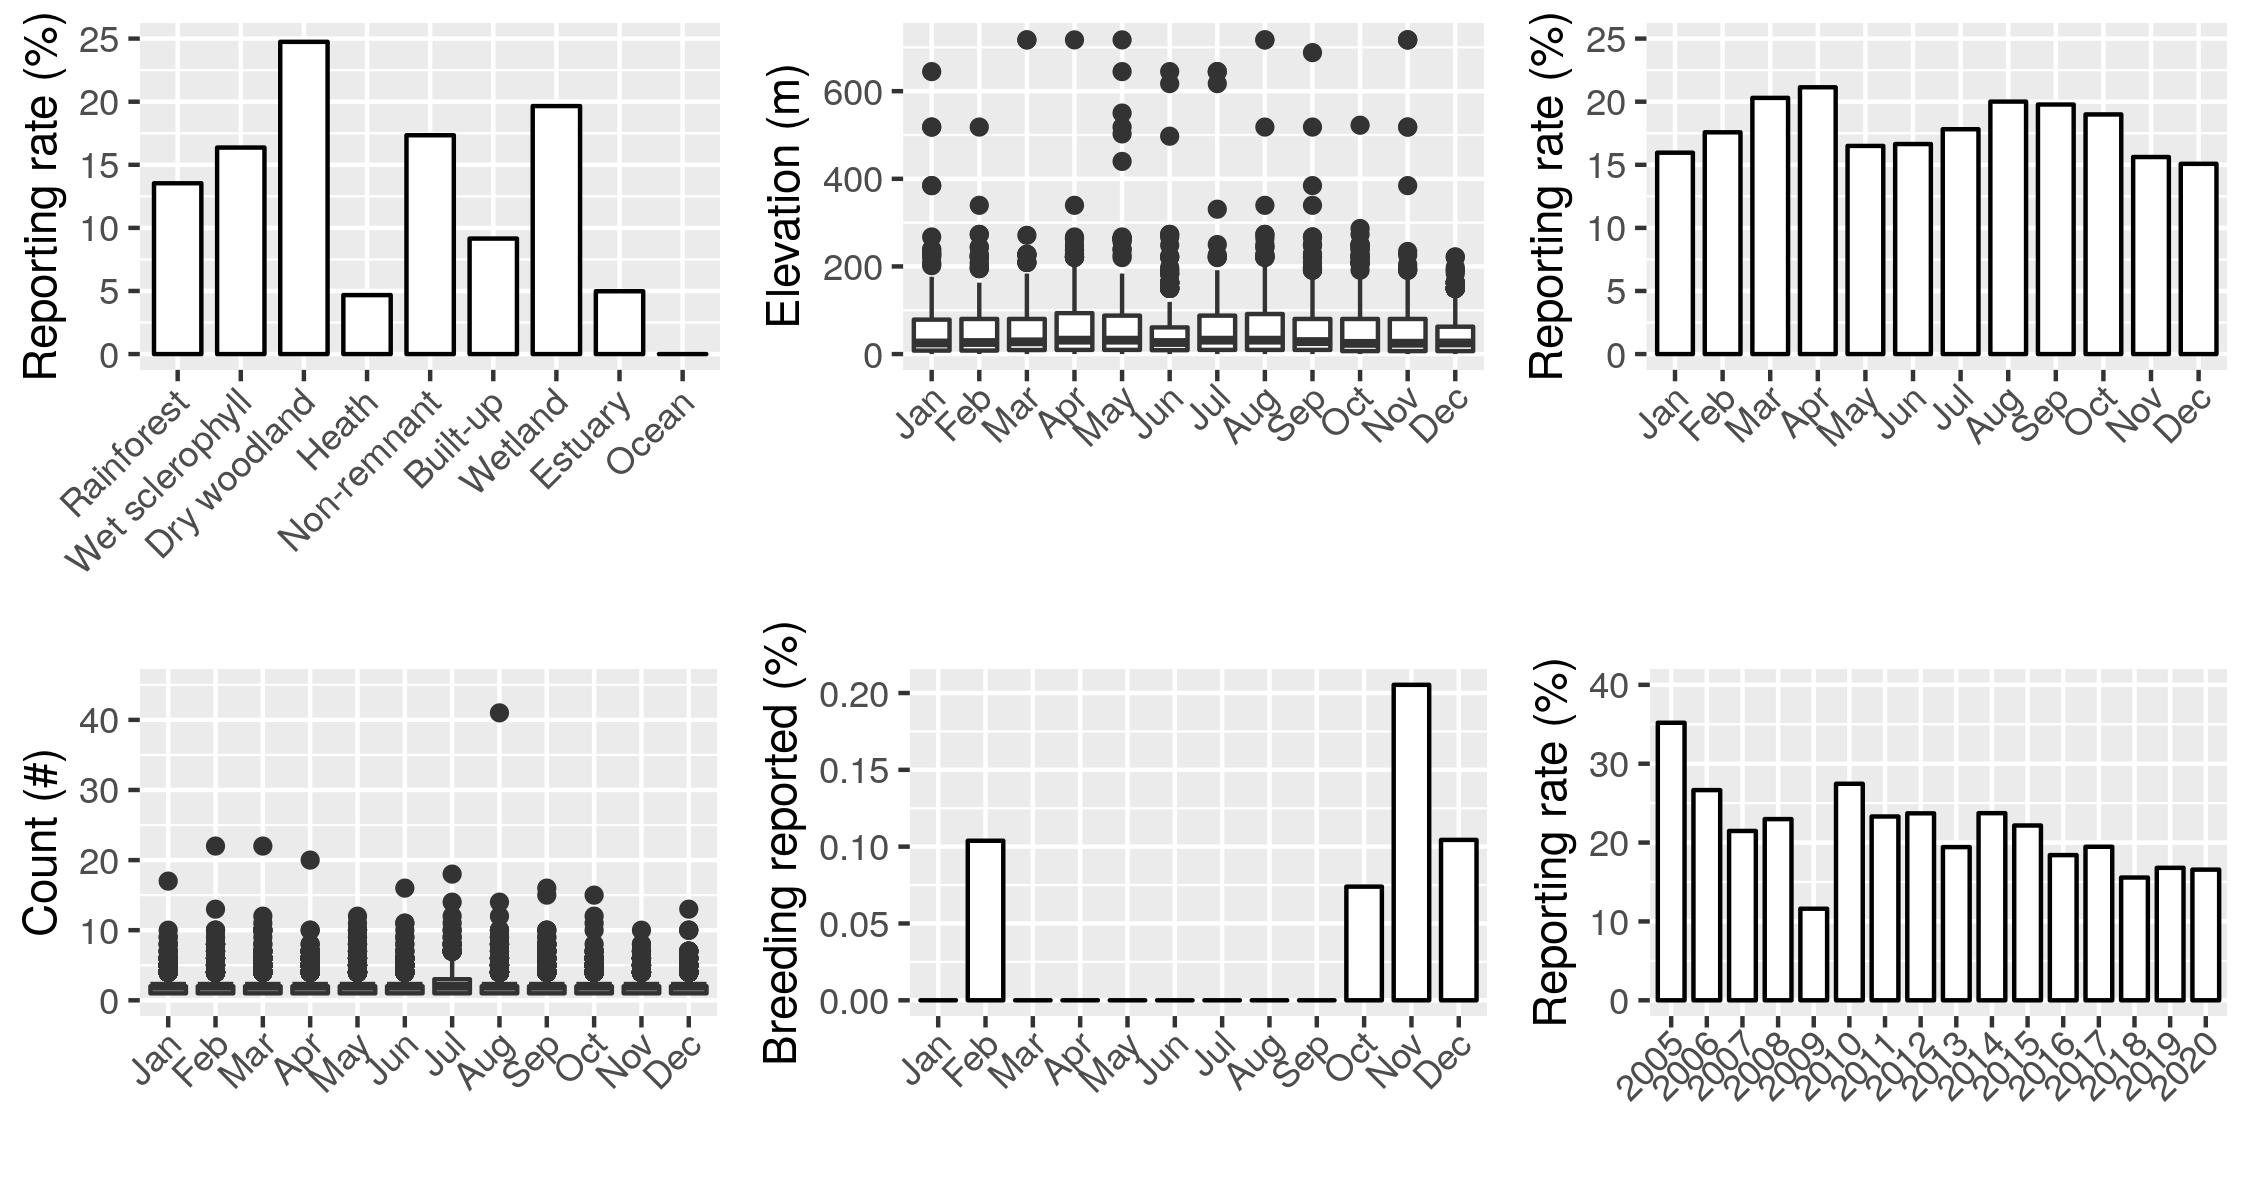 Reporting rate (%)
25
20
15
10
5
0
Rainforest
Wet sclerophyll
Dry woodland
Heath
Non-remnant
Built-up
Wetland
Estuary
Ocean
Elevation (m)
600
400
200
0
Jan
Feb
Mar
Apr
May
Jun
Jul
Aug
Sep
Oct
Nov
Dec
Reporting rate (%)
25
20
15
10
5
0
Jan
Feb
Mar
Apr
May
Jun
Jul
Aug
Sep
Oct
Nov
Dec
Count (#)
40
30
20
10
0
Jan
Feb
Mar
Apr
May
Jun
Jul
Aug
Sep
Oct
Nov
Dec
Breeding reported (%)
0.20
0.15
0.10
0.05
0.00
Jan
Feb
Mar
Apr
May
Jun
Jul
Aug
Sep
Oct
Nov
Dec
Reporting rate (%)
40
30
20
10
0
2005
2006
2007
2008
2009
2010
2011
2012
2013
2014
2015
2016
2017
2018
2019
2020